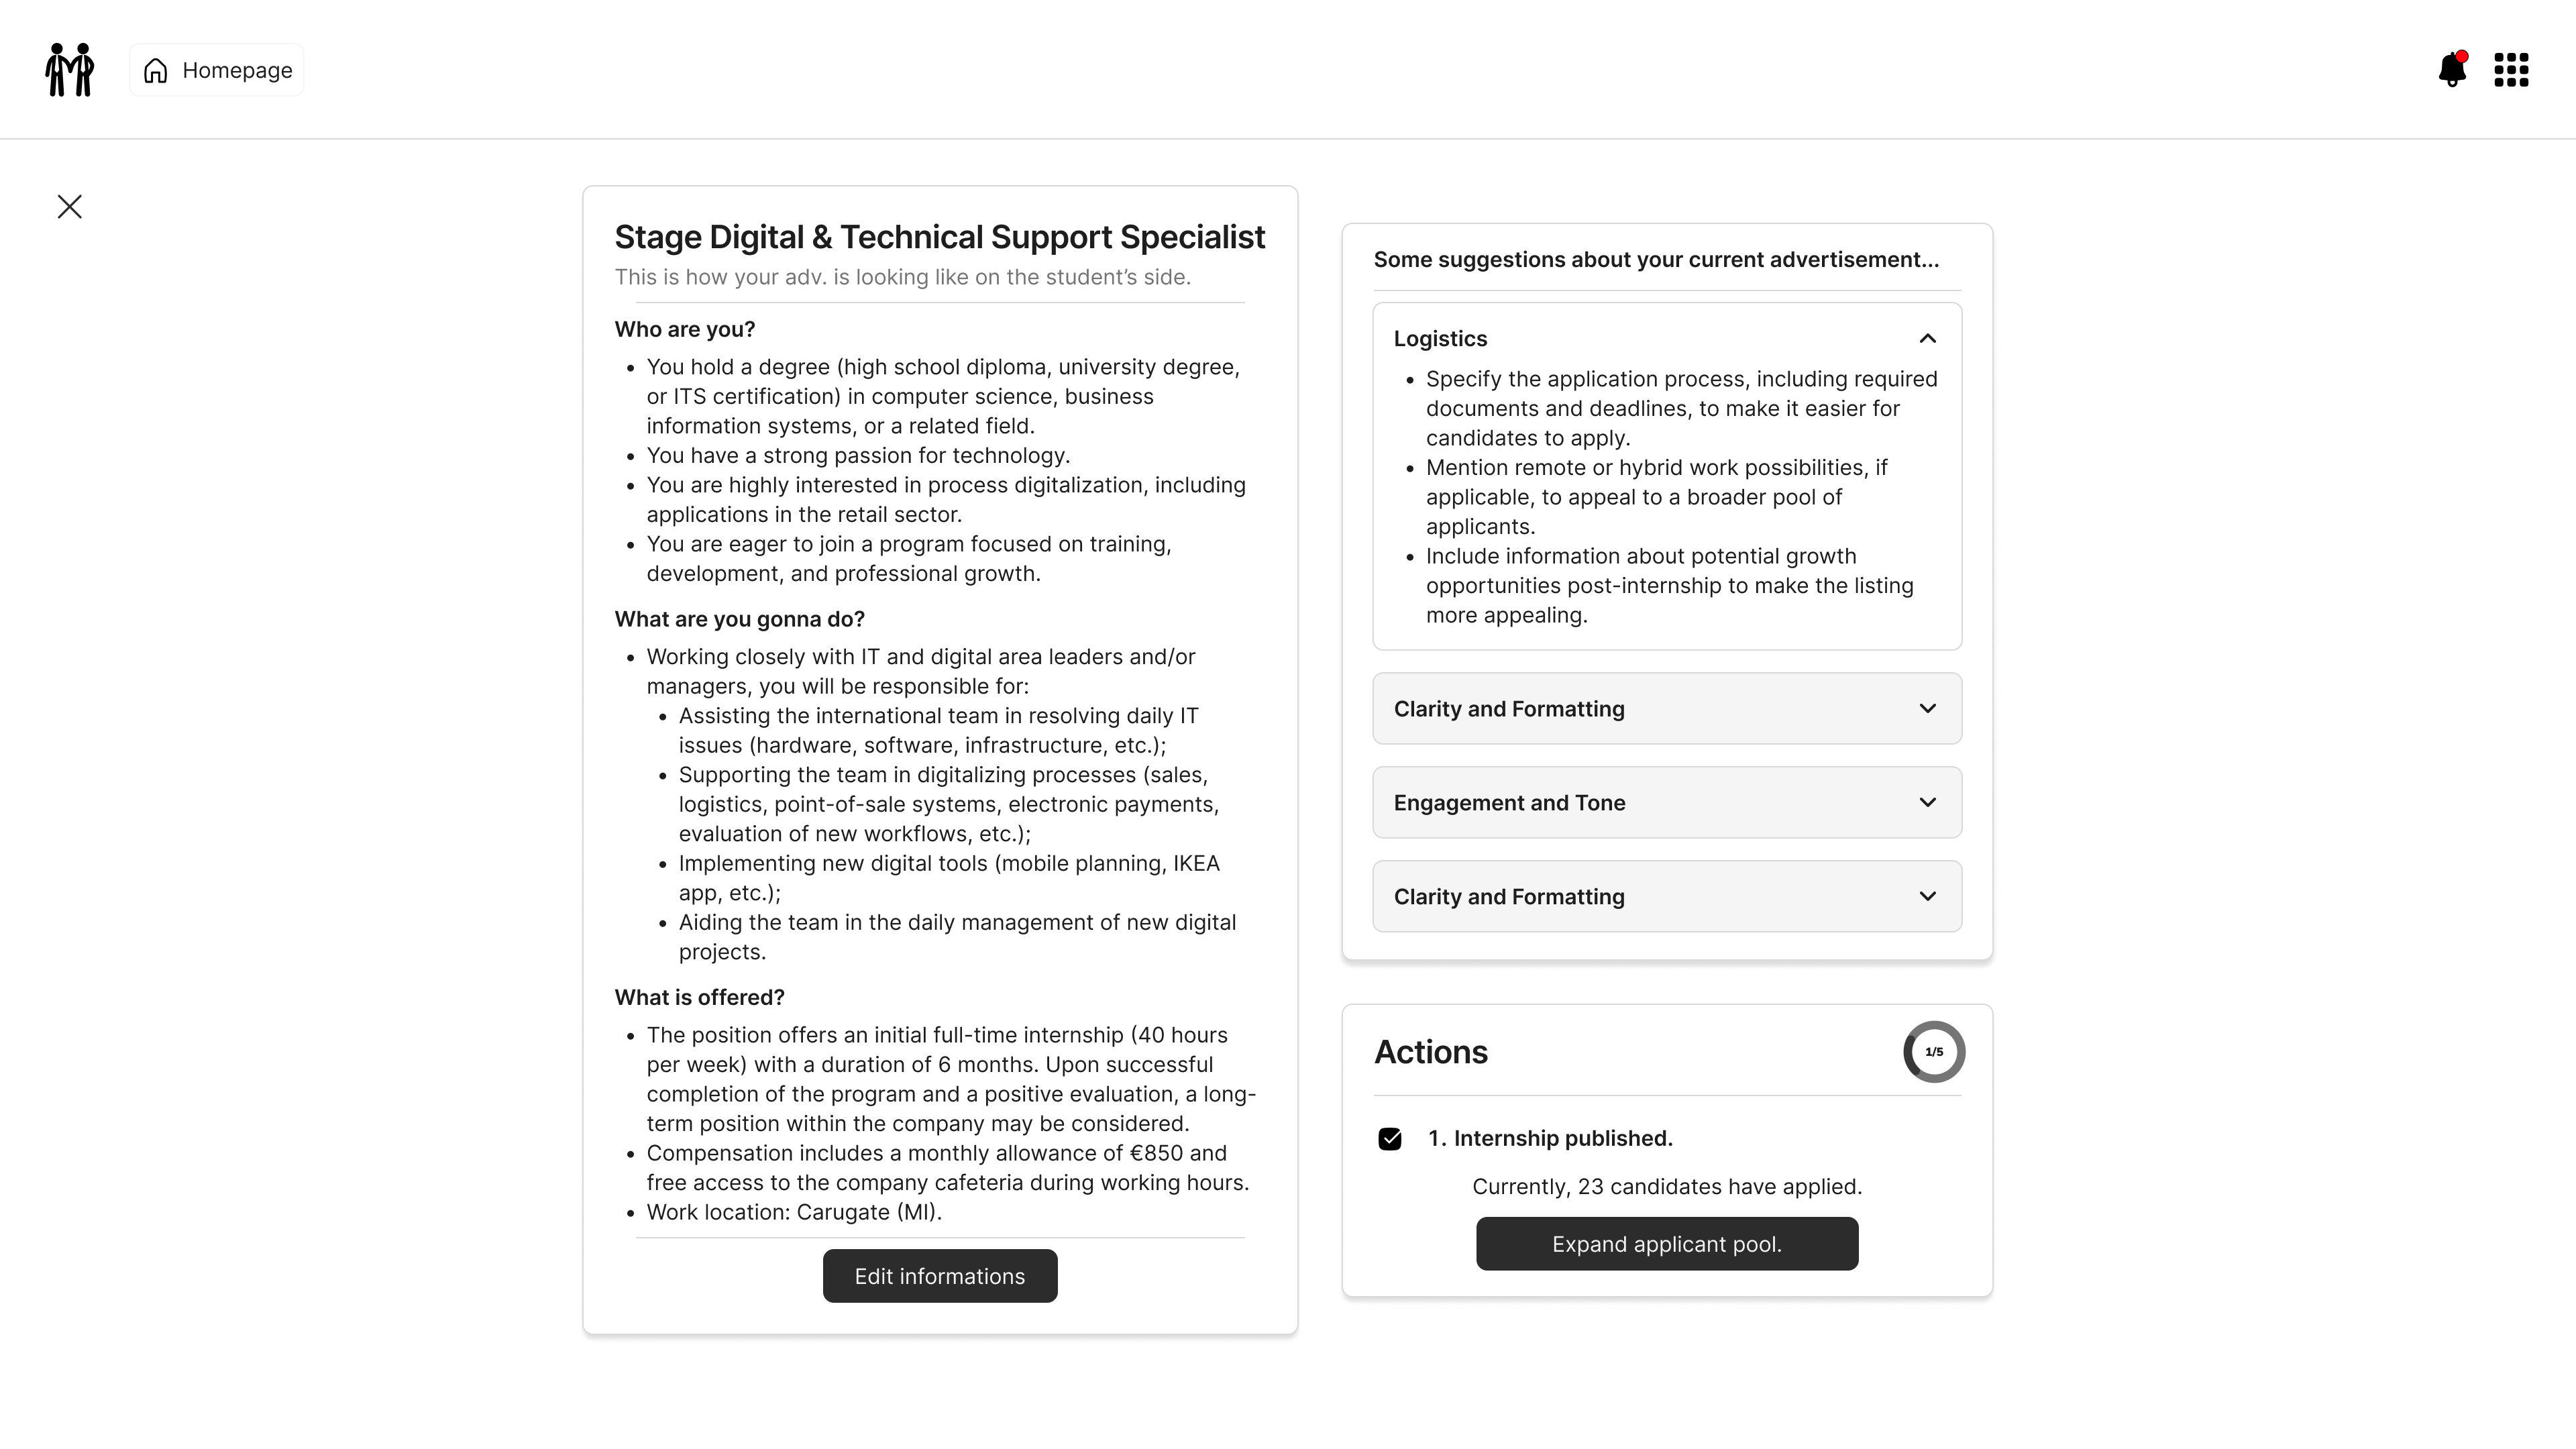 Homepage
Stage Digital & Technical Support Specialist
This is how your adv. is looking like on the student’s side.
Who are you?
• You hold a degree (high school diploma, university degree,
or ITS certification) in computer science, business
information systems, or a related field.
• You have a strong passion for technology.
• You are highly interested in process digitalization, including
applications in the retail sector.
• You are eager to join a program focused on training,
development, and professional growth.
What are you gonna do?
• Working closely with IT and digital area leaders and/or
managers, you will be responsible for:
• Assisting the international team in resolving daily IT
issues (hardware, software, infrastructure, etc.);
• Supporting the team in digitalizing processes (sales,
logistics, point-of-sale systems, electronic payments,
evaluation of new workflows, etc.);
• Implementing new digital tools (mobile planning, IKEA
app, etc.);
• Aiding the team in the daily management of new digital
projects.
What is offered?
• The position offers an initial full-time internship (40 hours
per week) with a duration of 6 months. Upon successful
completion of the program and a positive evaluation, a long-
term position within the company may be considered.
• Compensation includes a monthly allowance of €850 and
free access to the company cafeteria during working hours.
• Work location: Carugate (MI).
Edit informations
Some suggestions about your current advertisement...
Logistics
• Specify the application process, including required
documents and deadlines, to make it easier for
candidates to apply.
• Mention remote or hybrid work possibilities, if
applicable, to appeal to a broader pool of
applicants.
• Include information about potential growth
opportunities post-internship to make the listing
more appealing.
Clarity and Formatting
Engagement and Tone
Clarity and Formatting
Actions
1/5
1. Internship published.
Currently, 23 candidates have applied.
Expand applicant pool.